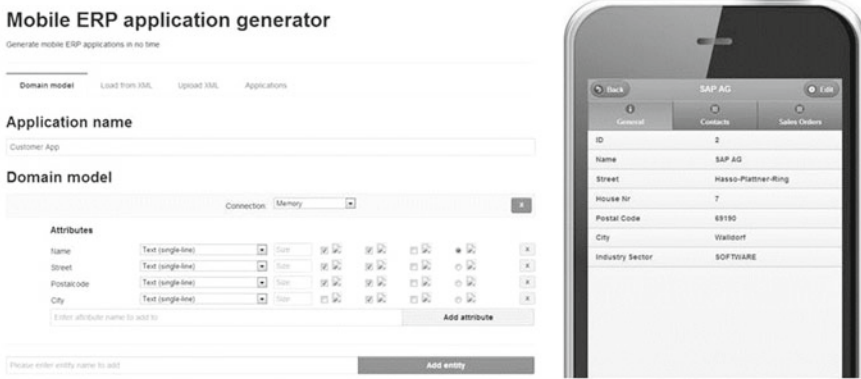 Mobile ERP application generator
Generate mobile ERP applications in no time
Domain model Load from XML Upload XML Applications
Application name
Customer App
Domain model
Connection: Memory x
Attributes
Name Text (single-line) Size x
Street Text (single-line) Size x
Postalcode Text (single-line) Size x
City Text (single-line) Size x
Enter attribute name to add to Add attribute
Please enter entity name to add Add entity
Back SAP AG Edit
General Contacts Sales Orders
ID 2
Name SAP AG
Street Hasso-Plattner-Ring
House Nr 7
Postal Code 69190
City Walldorf
Industry Sector SOFTWARE